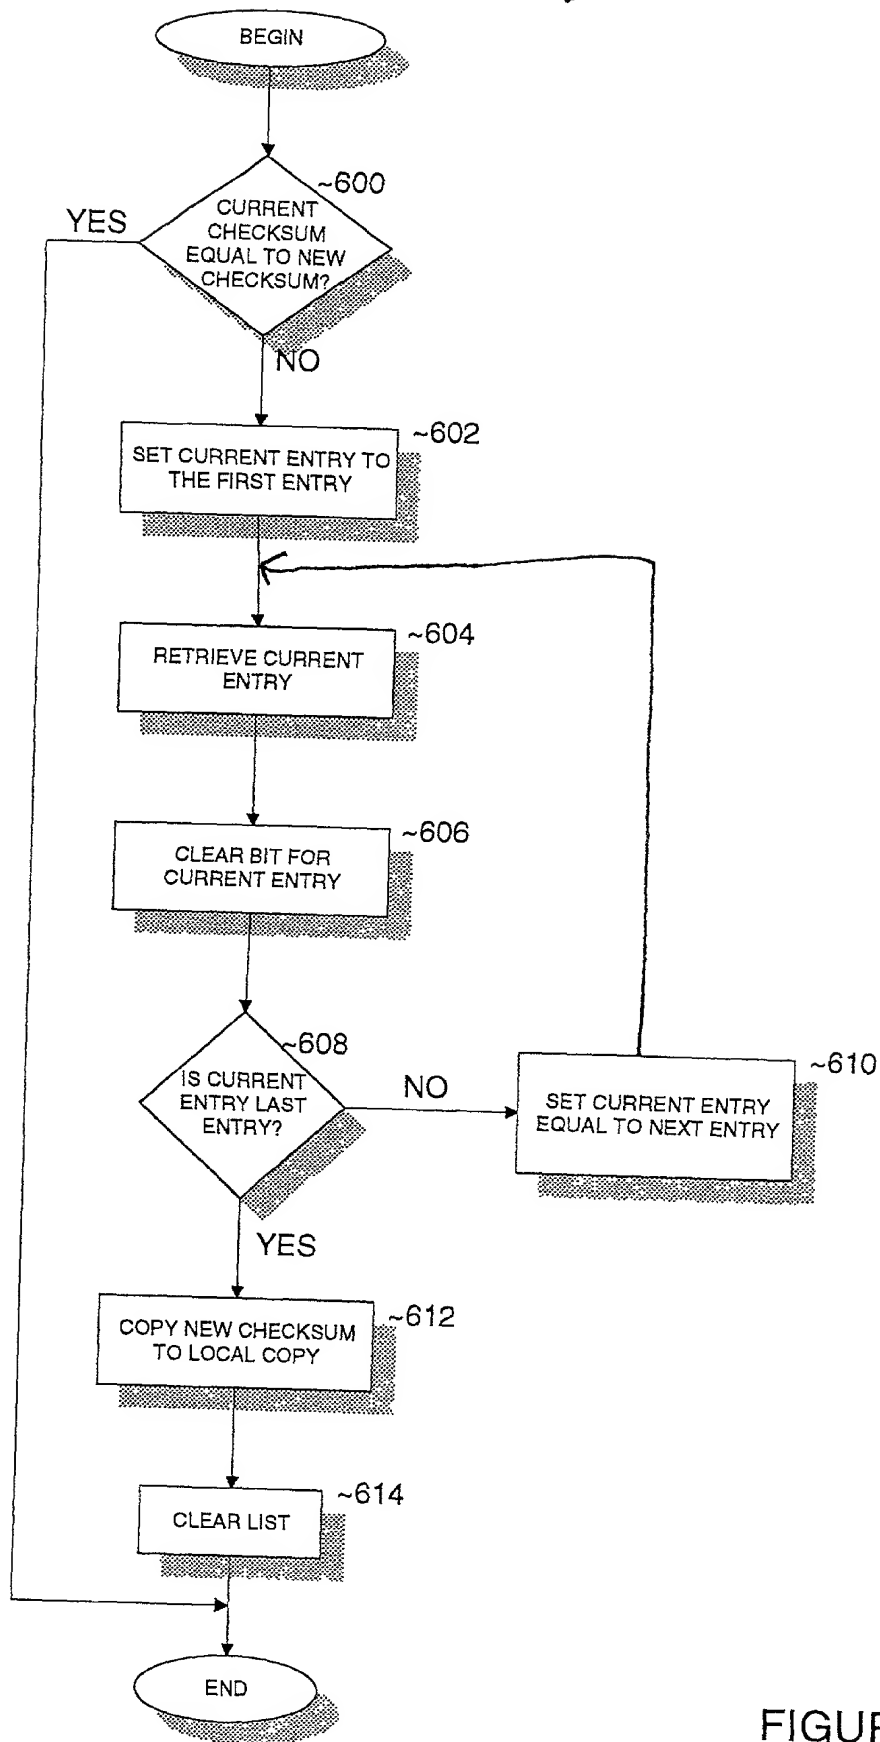 BEGIN
~600
CURRENT
CHECKSUM
EQUAL TO NEW
CHECKSUM?
YES
NO
~602
SET CURRENT ENTRY TO
THE FIRST ENTRY
~604
RETRIEVE CURRENT
ENTRY
~606
CLEAR BIT FOR
CURRENT ENTRY
~608
IS CURRENT
ENTRY LAST
ENTRY?
NO
~610
SET CURRENT ENTRY
EQUAL TO NEXT ENTRY
YES
~612
COPY NEW CHECKSUM
TO LOCAL COPY
~614
CLEAR LIST
END